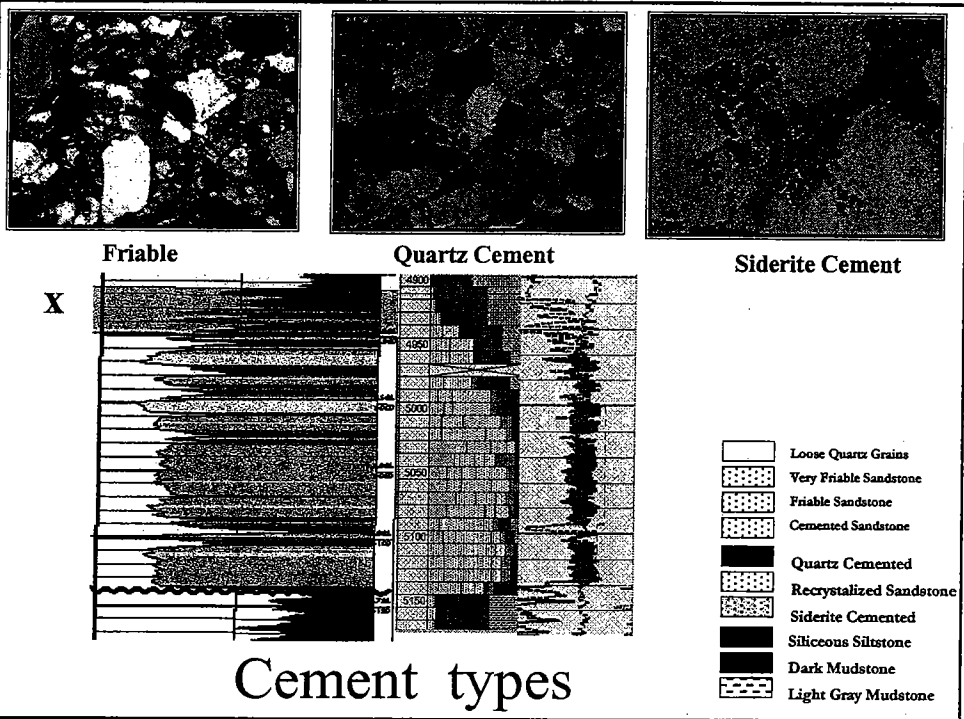 Friable
Quartz Cement
Siderite Cement
X
4900
4950
5000
5050
5100
5150
Loose Quartz Grains
Very Friable Sandstone
Friable Sandstone
Cemented Sandstone
Quartz Cemented
Recrystalized Sandstone
Siderite Cemented
Siliceous Siltstone
Dark Mudstone
Light Gray Mudstone
Cement types